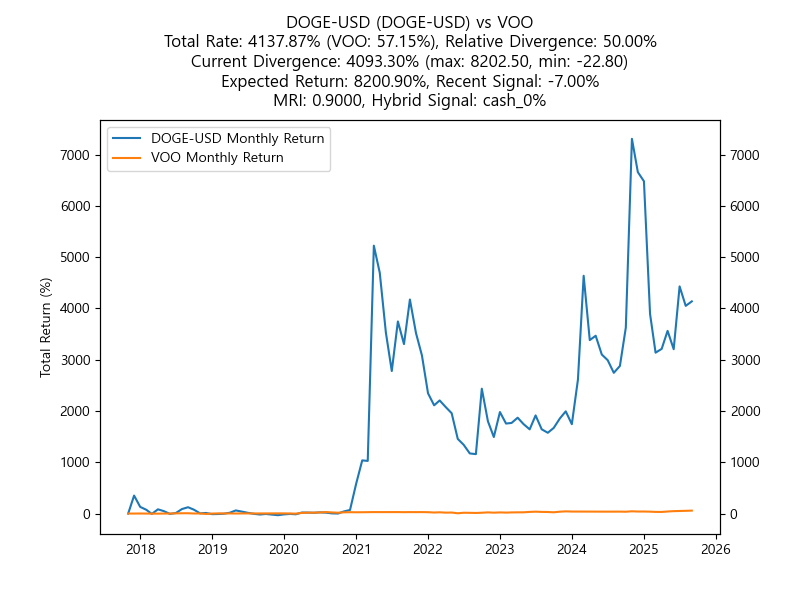 DOGE-USD (DOGE-USD) vs VOO
Total Rate: 4137.87% (VOO: 57.15%), Relative Divergence: 50.00%
Current Divergence: 4093.30% (max: 8202.50, min: -22.80)
Expected Return: 8200.90%, Recent Signal: -7.00%
MRI: 0.9000, Hybrid Signal: cash_0%
DOGE-USD Monthly Return
VOO Monthly Return
Total Return (%)
7000
6000
5000
4000
3000
2000
1000
0
7000
6000
5000
4000
3000
2000
1000
0
2018 2019 2020 2021 2022 2023 2024 2025 2026